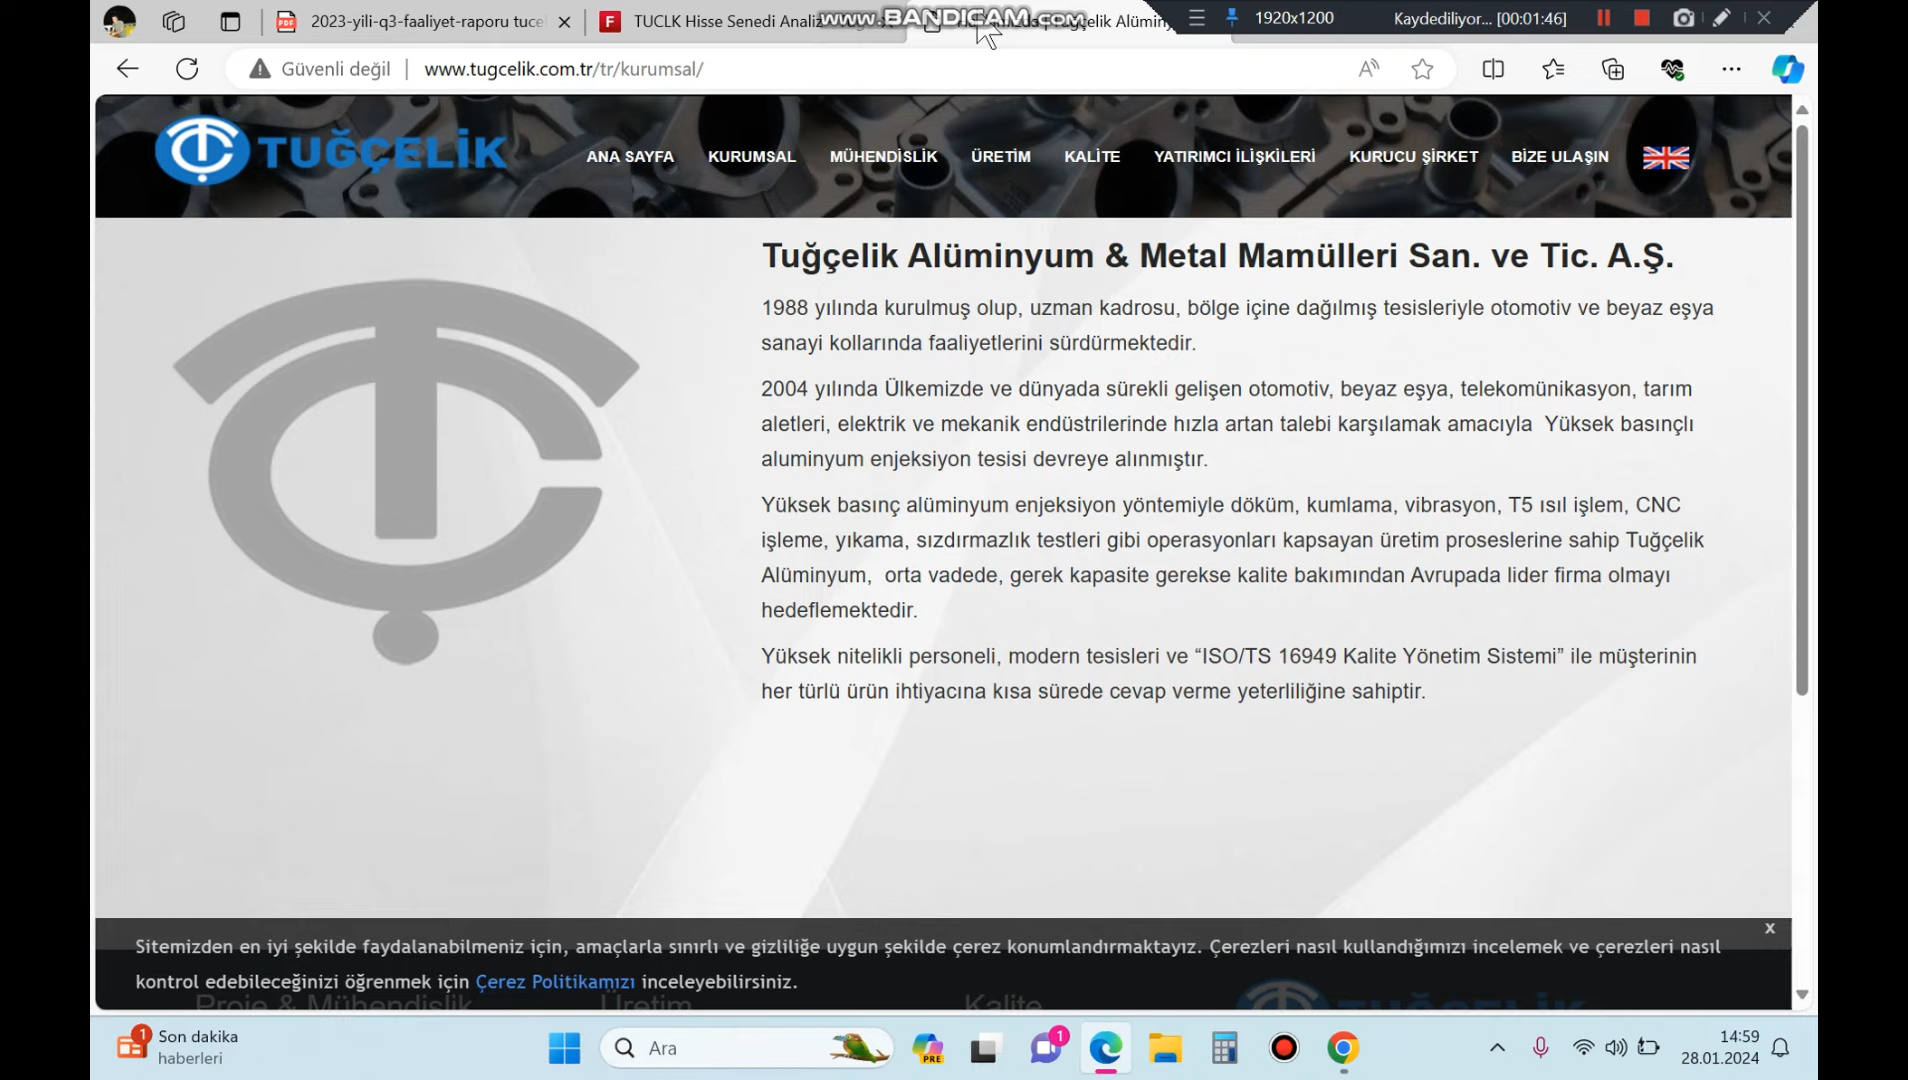 2023-yili-q3-faaliyet-raporu tuce
TUCLK Hisse Senedi Analizi
Tuğçelik Alümin
www.BANDICAM.com
1920x1200
Kaydediliyor... [00:01:46]
Güvenli değil
www.tugcelik.com.tr/tr/kurumsal/
TUĞÇELİK
ANA SAYFA
KURUMSAL
MÜHENDİSLİK
ÜRETİM
KALİTE
YATIRIMCI İLİŞKİLERİ
KURUCU ŞİRKET
BİZE ULAŞIN
Tuğçelik Alüminyum & Metal Mamülleri San. ve Tic. A.Ş.
1988 yılında kurulmuş olup, uzman kadrosu, bölge içine dağılmış tesisleriyle otomotiv ve beyaz eşya
sanayi kollarında faaliyetlerini sürdürmektedir.
2004 yılında Ülkemizde ve dünyada sürekli gelişen otomotiv, beyaz eşya, telekomünikasyon, tarım
aletleri, elektrik ve mekanik endüstrilerinde hızla artan talebi karşılamak amacıyla Yüksek basınçlı
aluminyum enjeksiyon tesisi devreye alınmıştır.
Yüksek basınç alüminyum enjeksiyon yöntemiyle döküm, kumlama, vibrasyon, T5 ısıl işlem, CNC
işleme, yıkama, sızdırmazlık testleri gibi operasyonları kapsayan üretim proseslerine sahip Tuğçelik
Alüminyum, orta vadede, gerek kapasite gerekse kalite bakımından Avrupada lider firma olmayı
hedeflemektedir.
Yüksek nitelikli personeli, modern tesisleri ve “ISO/TS 16949 Kalite Yönetim Sistemi” ile müşterinin
her türlü ürün ihtiyacına kısa sürede cevap verme yeterliliğine sahiptir.
x
Sitemizden en iyi şekilde faydalanabilmeniz için, amaçlarla sınırlı ve gizliliğe uygun şekilde çerez konumlandırmaktayız. Çerezleri nasıl kullandığımızı incelemek ve çerezleri nasıl
kontrol edebileceğinizi öğrenmek için Çerez Politikamızı inceleyebilirsiniz.
Proje & Mühendislik
Üretim
Kalite
1
Son dakika
haberleri
Ara
PRE
1
14:59
28.01.2024